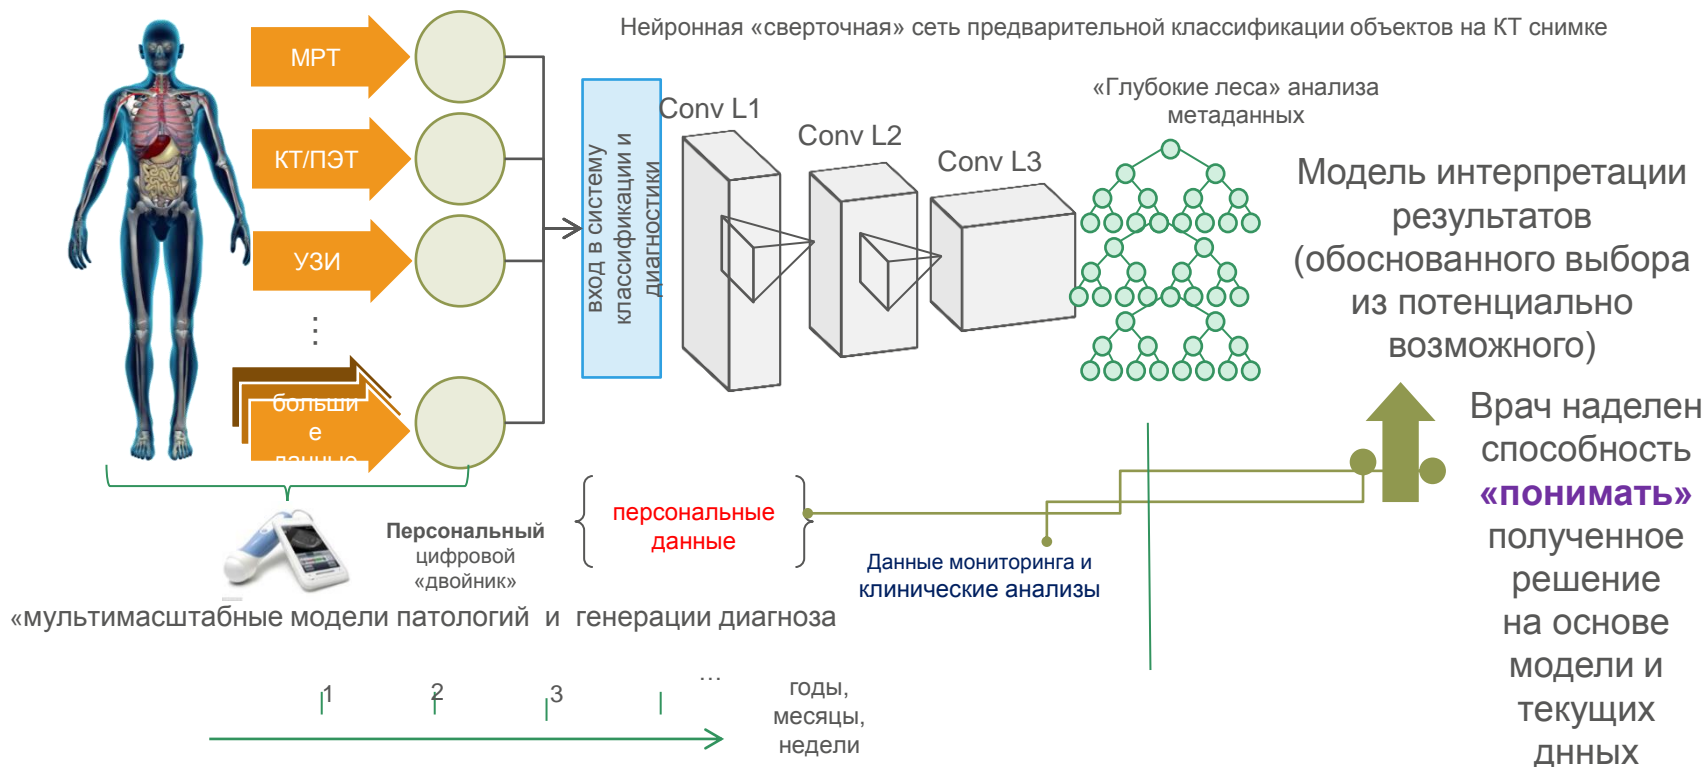 Нейронная «сверточная» сеть предварительной классификации объектов на КТ снимке
МРТ
КТ/ПЭТ
УЗИ
...
больши
е
данные
вход в систему
классификации и
диагностики
Conv L1
Conv L2
Conv L3
«Глубокие леса» анализа
метаданных
Модель интерпретации
результатов
(обоснованного выбора
из потенциально
возможного)
Врач наделен
способность
«понимать»
полученное
решение
на основе
модели и
текущих
днных
Персональный
цифровой
«двойник»
персональные
данные
Данные мониторинга и
клинические анализы
«мультимасштабные модели патологий и генерации диагноза
1 2 3 ...
годы,
месяцы,
недели